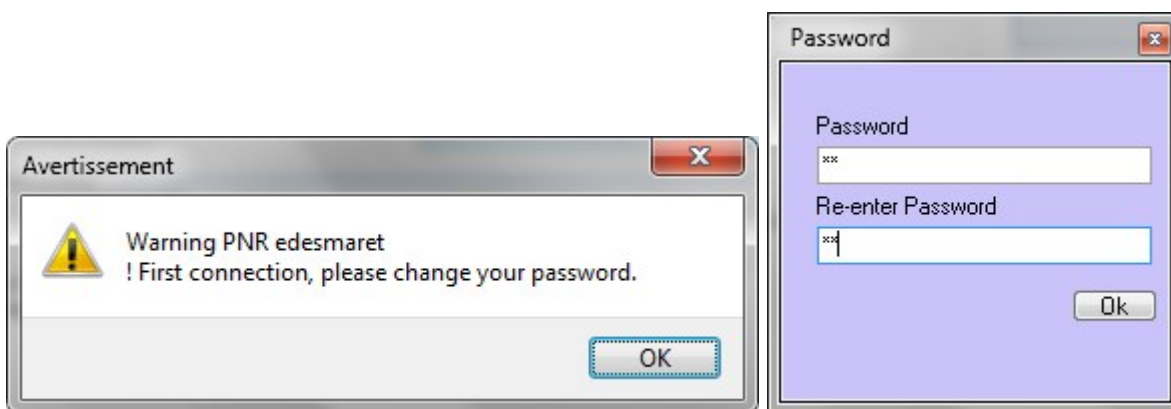 Avertissement
Warning PNR edesmaret
! First connection, please change your password.
OK
Password
Password
**
Re-enter Password
**
Ok